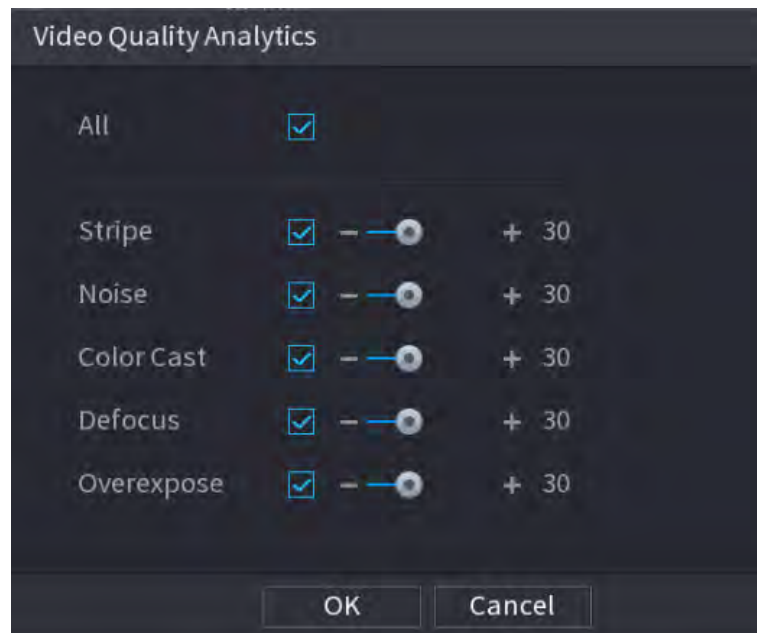 Video Quality Analytics
All
Stripe 30
Noise 30
Color Cast 30
Defocus 30
Overexpose 30
OK Cancel